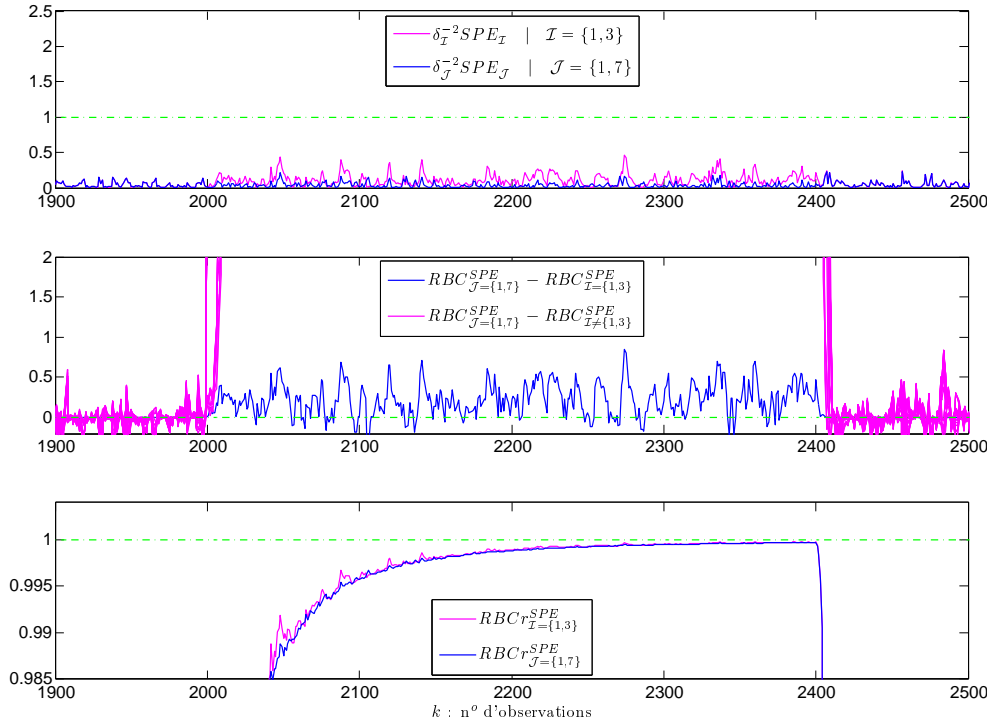 2.5
2
1.5
1
0.5
0
1900 2000 2100 2200 2300 2400 2500
δ_I^{-2} SPE_I | I = {1, 3}
δ_J^{-2} SPE_J | J = {1, 7}
2
1.5
1
0.5
0
1900 2000 2100 2200 2300 2400 2500
RBC^{SPE}_{J={1,7}} − RBC^{SPE}_{I={1,3}}
RBC^{SPE}_{J={1,7}} − RBC^{SPE}_{I≠{1,3}}
1
0.995
0.99
0.985
1900 2000 2100 2200 2300 2400 2500
RBCr^{SPE}_{I={1,3}}
RBCr^{SPE}_{J={1,7}}
k : n^o d'observations